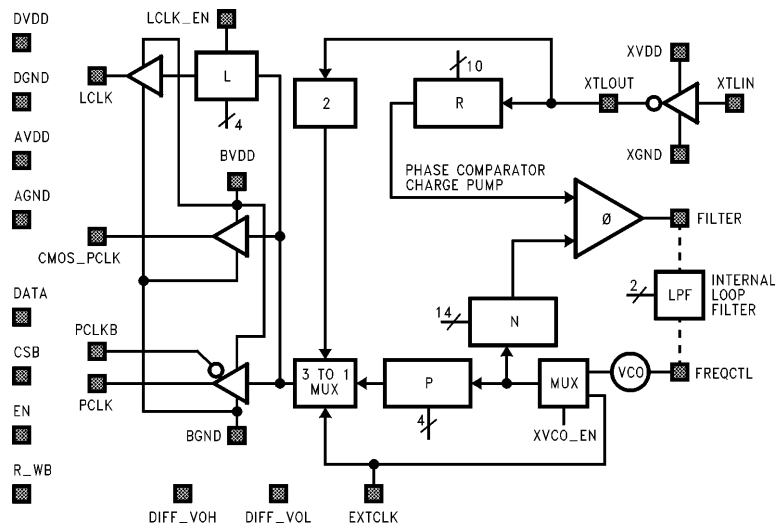 DVDD
LCLK_EN
XVDD
10
DGND
LCLK
L
2
R
XTLOUT
XTLIN
4
AVDD
BVDD
XGND
PHASE COMPARATOR
CHARGE PUMP
AGND
Ø
FILTER
CMOS_PCLK
2
LPF
INTERNAL
LOOP
FILTER
DATA
14
N
PCLKB
CSB
3 TO 1
MUX
P
MUX
VCO
FREQCTL
PCLK
EN
BGND
4
XVCO_EN
R_WB
DIFF_VOH
DIFF_VOL
EXTCLK